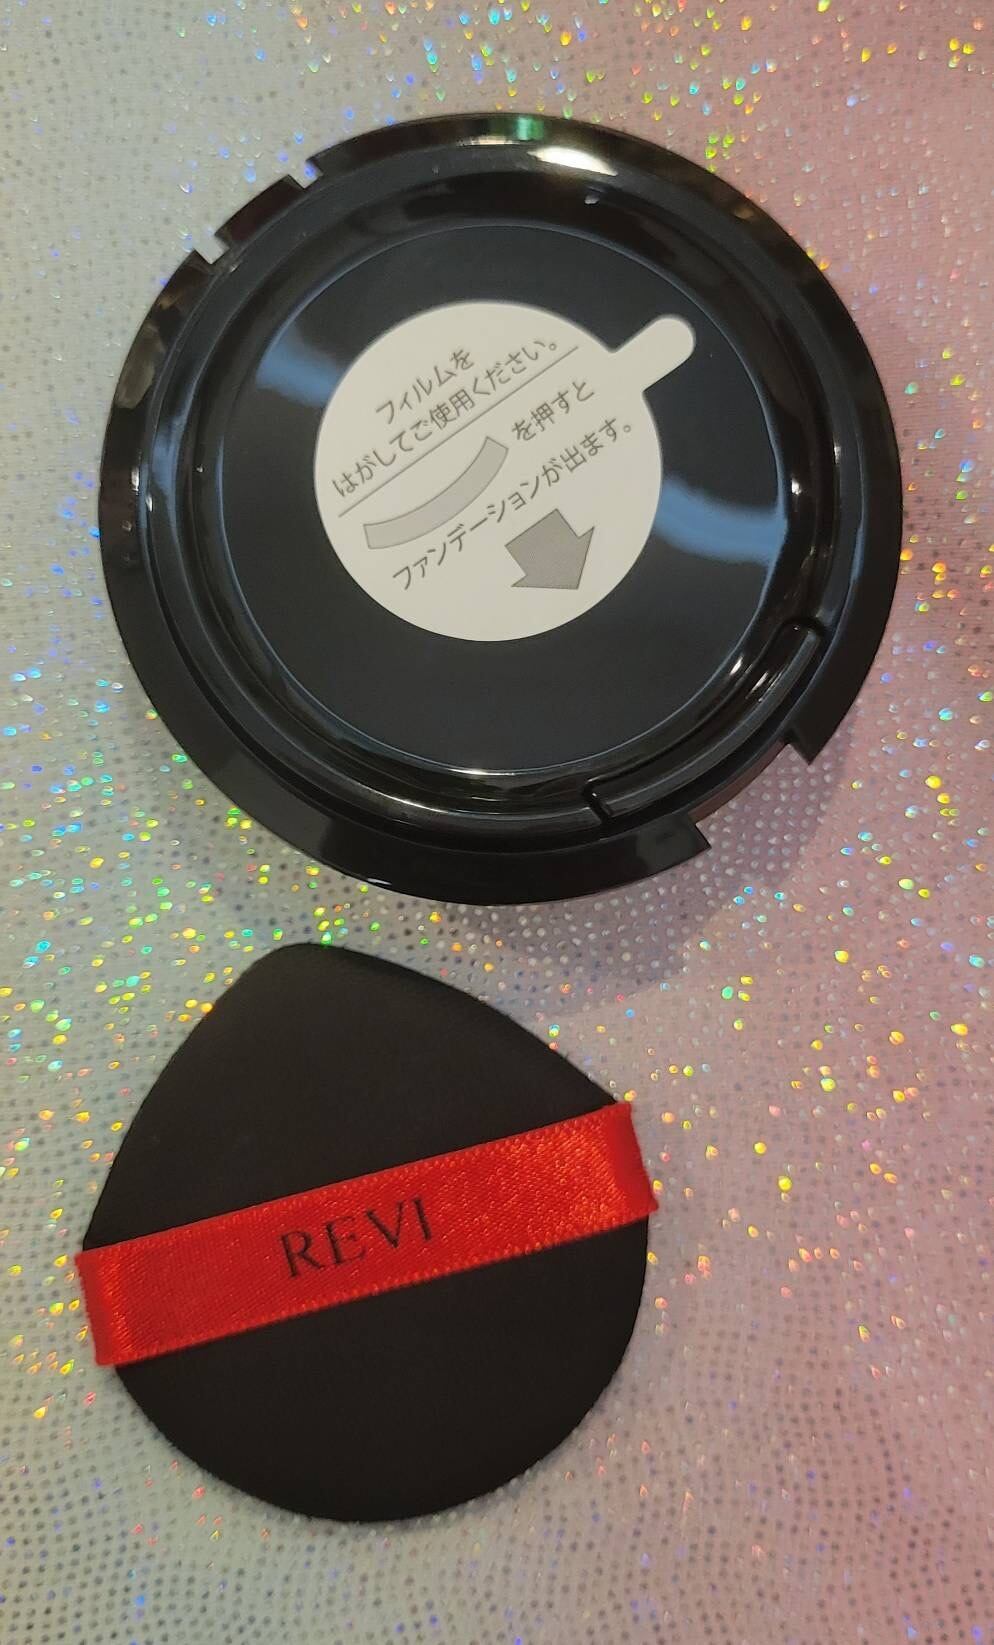 フィルムを
はがしてご使用ください。
を押すと
ファンデーションが出ます。
REVI